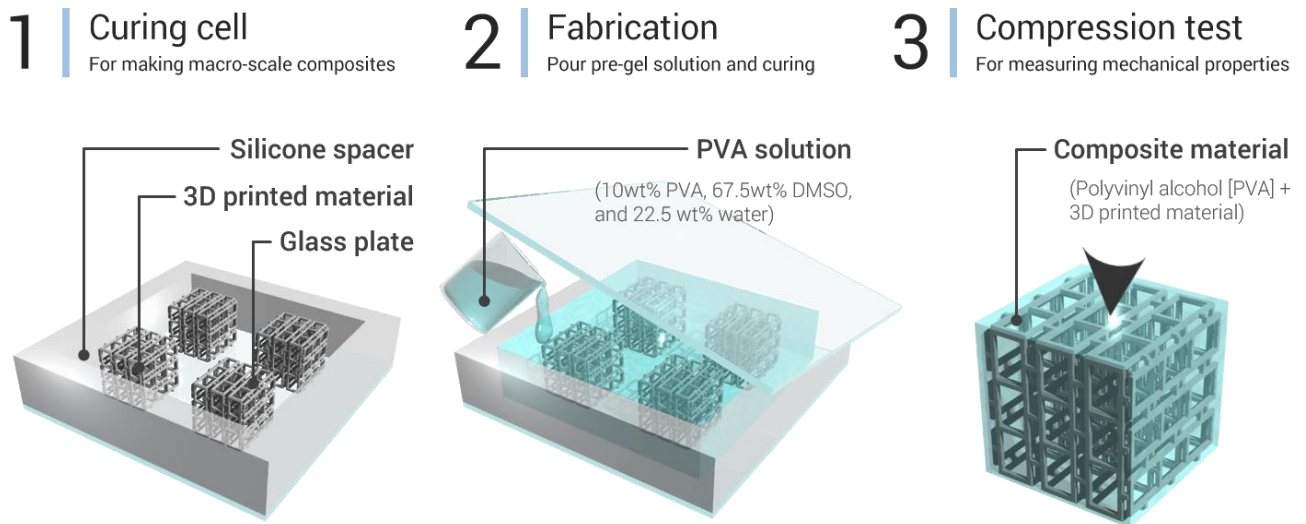 1
Curing cell
For making macro-scale composites
Silicone spacer
3D printed material
Glass plate
2
Fabrication
Pour pre-gel solution and curing
PVA solution
(10wt% PVA, 67.5wt% DMSO,
and 22.5 wt% water)
3
Compression test
For measuring mechanical properties
Composite material
(Polyvinyl alcohol [PVA] +
3D printed material)